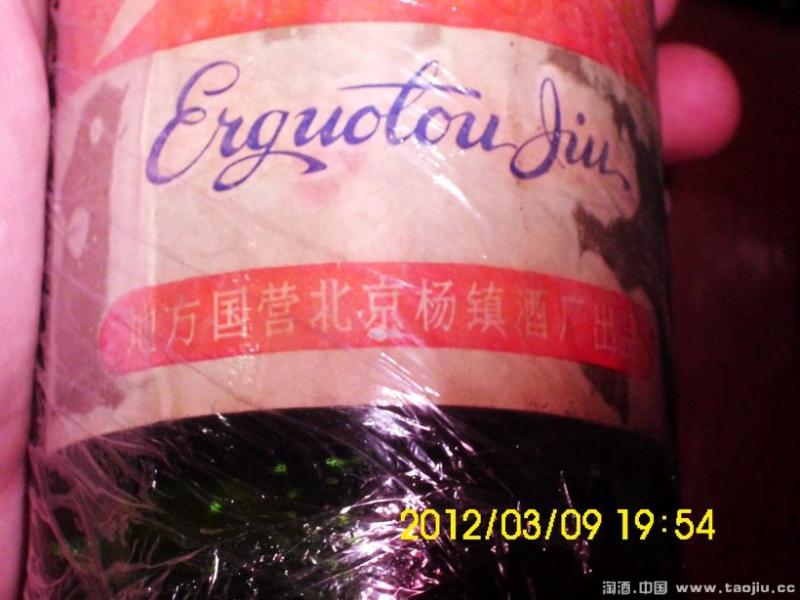 Erguotou Jiu
地方国营北京杨镇酒厂出品
2012/03/09 19:54
淘酒.中国 www.taojiu.cc